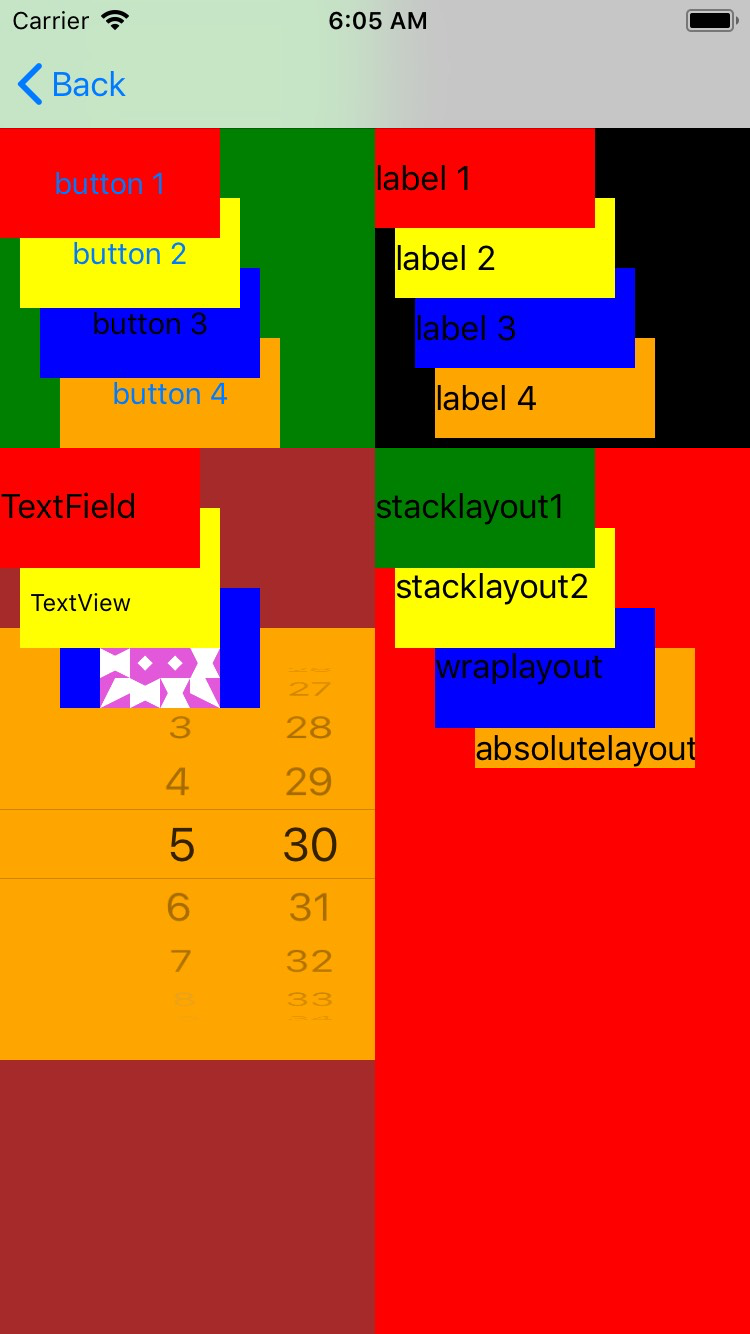 Carrier 6:05 AM
Back
button 1
button 2
button 3
button 4
label 1
label 2
label 3
label 4
TextField
TextView
27
3 28
4 29
5 30
6 31
7 32
8 33
stacklayout1
stacklayout2
wraplayout
absolutelayout